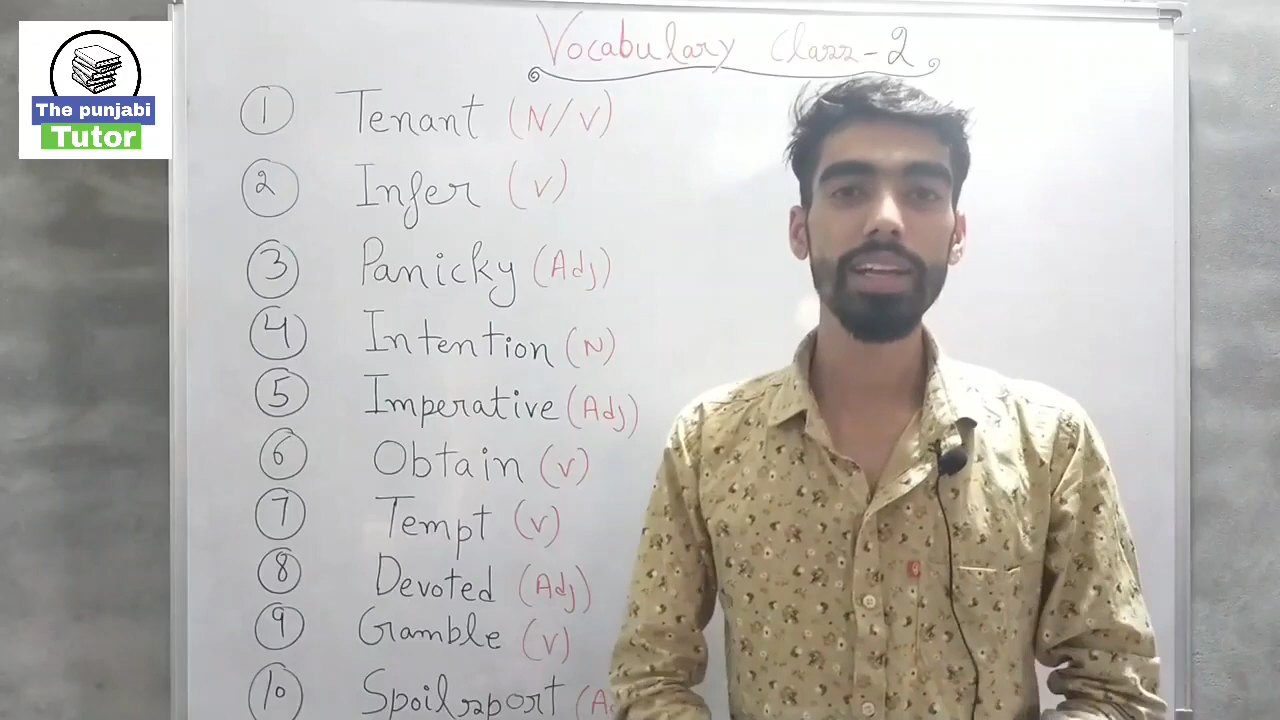 The punjabi
Tutor
Vocabulary Class-2
1 Tenant (N/V)
2 Infer (V)
3 Panicky (Adj)
4 Intention (N)
5 Imperative (Adj)
6 Obtain (V)
7 Tempt (V)
8 Devoted (Adj)
9 Gamble (V)
10 Spoilsport (A